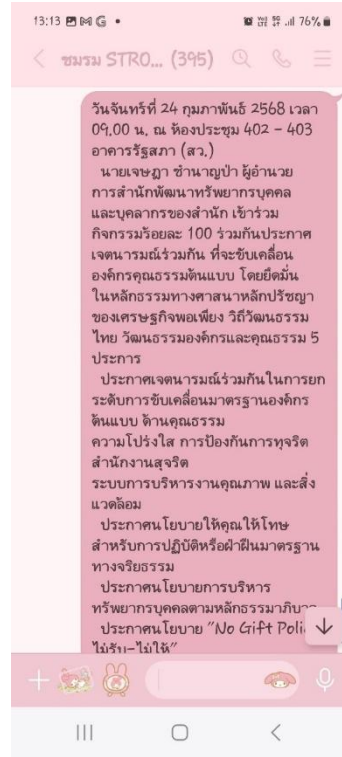 13:13
76%
ชมรม STRO... (395)
วันจันทร์ที่ 24 กุมภาพันธ์ 2568 เวลา
09.00 น. ณ ห้องประชุม 402 - 403
อาคารรัฐสภา (สว.)
นายเจษฎา ชำนาญป่า ผู้อำนวย
การสำนักพัฒนาทรัพยากรบุคคล
และบุคลากรของสำนัก เข้าร่วม
กิจกรรมร้อยละ 100 ร่วมกันประกาศ
เจตนารมณ์ร่วมกัน ที่จะขับเคลื่อน
องค์กรคุณธรรมต้นแบบ โดยยึดมั่น
ในหลักธรรมทางศาสนาหลักปรัชญา
ของเศรษฐกิจพอเพียง วิถีวัฒนธรรม
ไทย วัฒนธรรมองค์กรและคุณธรรม 5
ประการ
ประกาศเจตนารมณ์ร่วมกันในการยก
ระดับการขับเคลื่อนมาตรฐานองค์กร
ต้นแบบ ด้านคุณธรรม
ความโปร่งใส การป้องกันการทุจริต
สำนักงานสุจริต
ระบบการบริหารงานคุณภาพ และสิ่ง
แวดล้อม
ประกาศนโยบายให้คุณให้โทษ
สำหรับการปฏิบัติหรือฝ่าฝืนมาตรฐาน
ทางจริยธรรม
ประกาศนโยบายการบริหาร
ทรัพยากรบุคคลตามหลักธรรมาภิบาล
ประกาศนโยบาย "No Gift Poli
ไม่รับ-ไม่ให้"